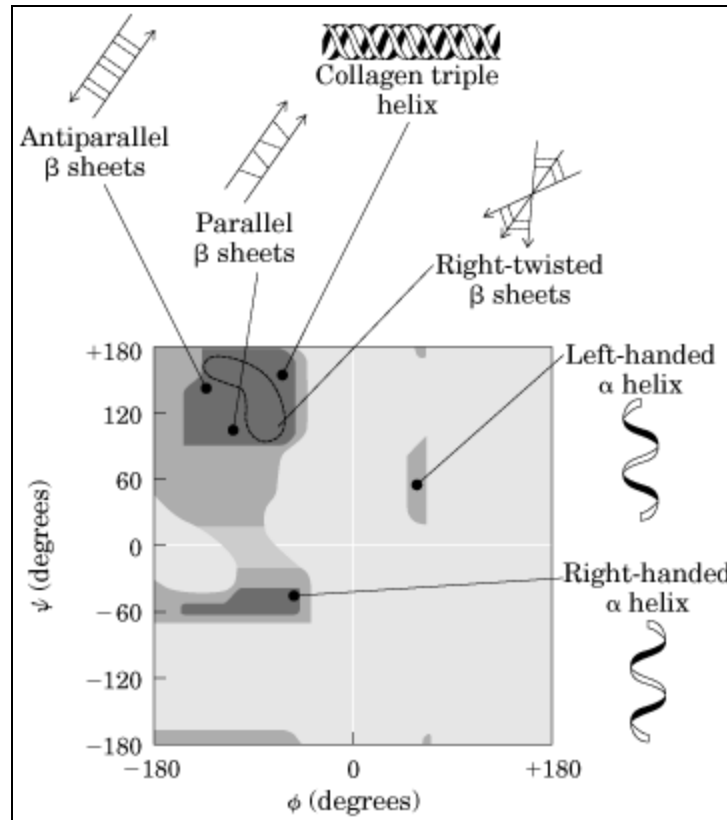 Collagen triple
helix
Antiparallel
β sheets
Parallel
β sheets
Right-twisted
β sheets
Left-handed
α helix
Right-handed
α helix
+180
120
60
0
−60
−120
−180
ψ (degrees)
−180
0
+180
ϕ (degrees)